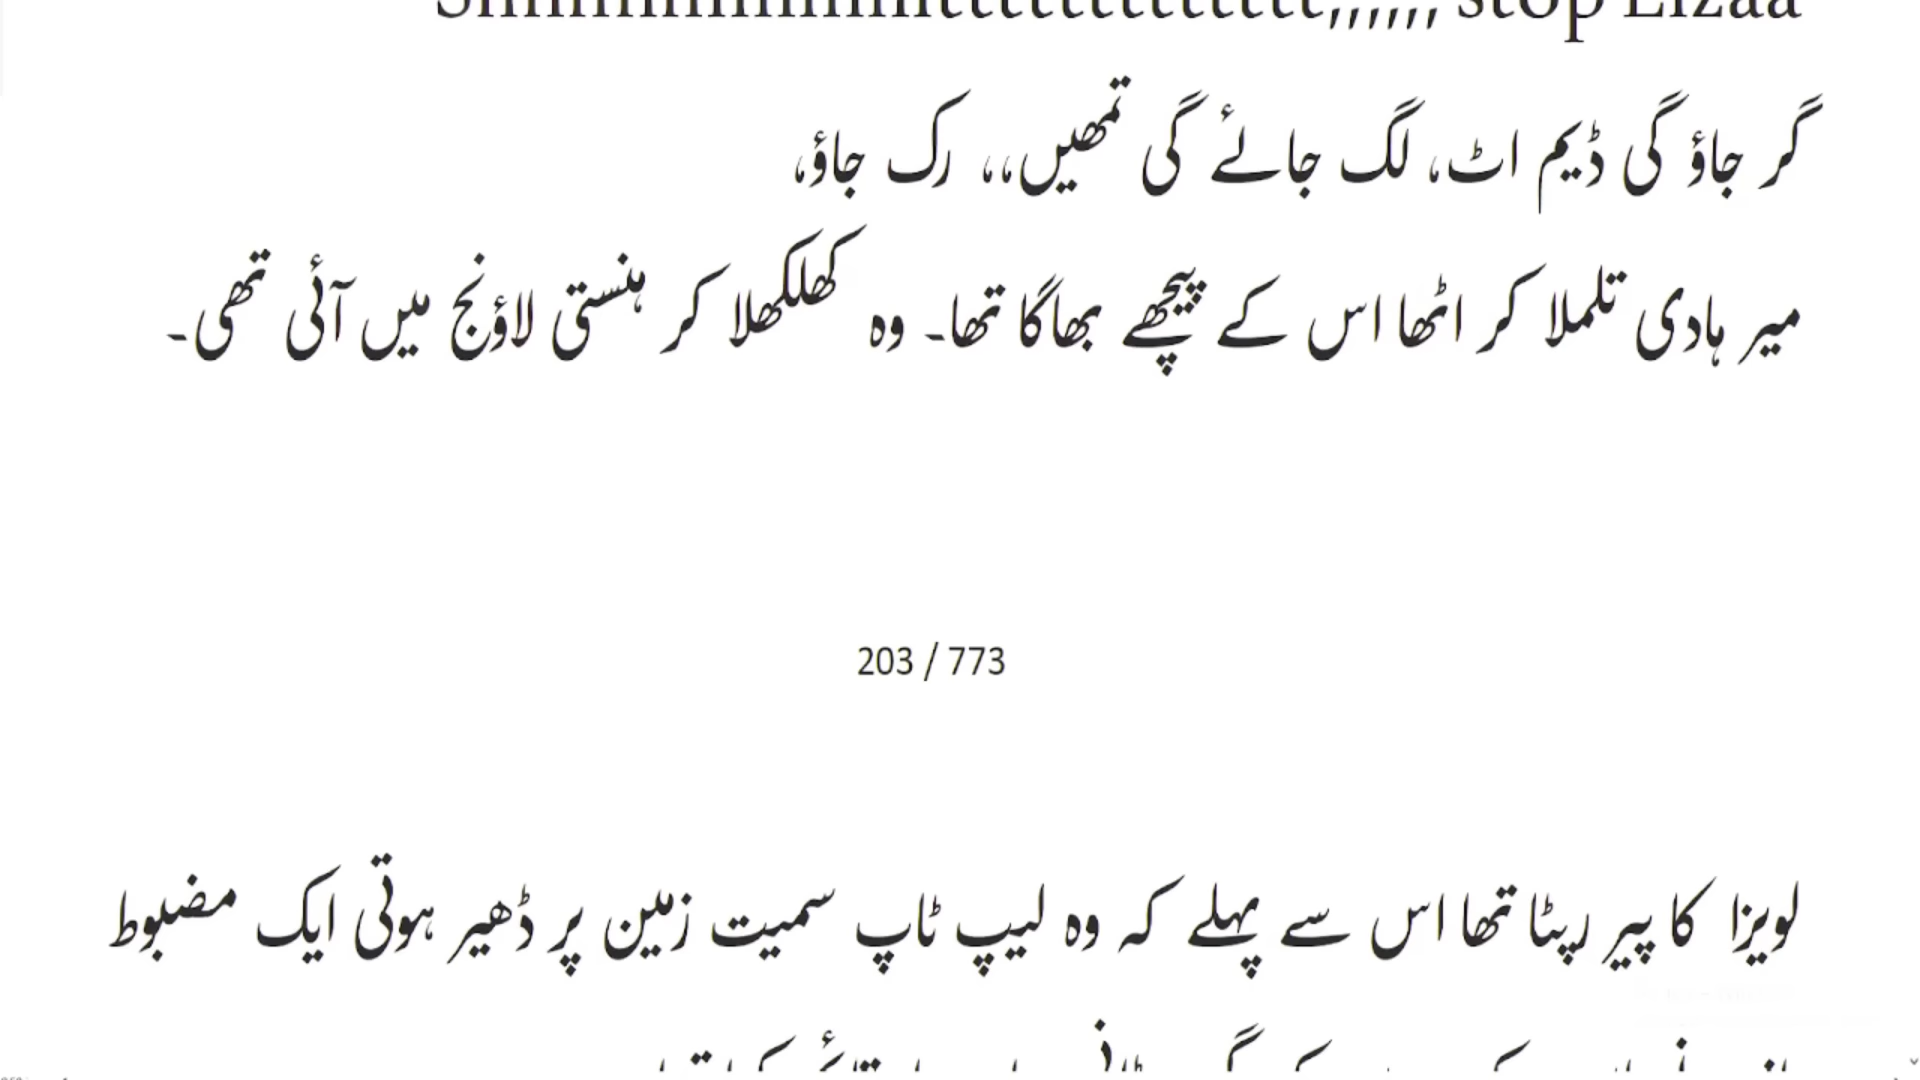 stop Lizaa
گر جاؤ گی ڈیم اٹ، لگ جائے گی تمھیں،، رک جاؤ،
میر ہادی تلملا کر اٹھا اس کے پیچھے بھاگا تھا۔ وہ کھلکھلا کر ہنستی لاؤنج میں آئی تھی۔
203 / 773
لویزا کا پیر رپٹا تھا اس سے پہلے کہ وہ لیپ ٹاپ سمیت زمین پر ڈھیر ہوتی ایک مضبوط